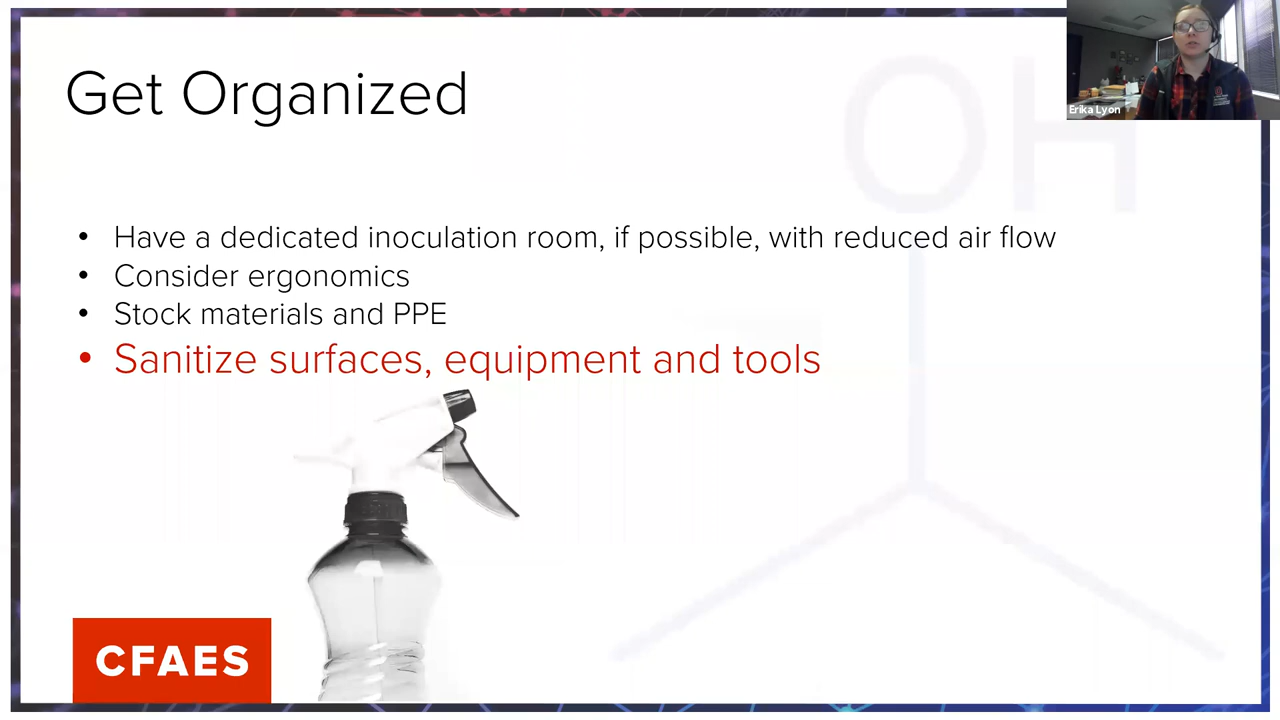 Get Organized
Erika Lyon
OH
• Have a dedicated inoculation room, if possible, with reduced air flow
• Consider ergonomics
• Stock materials and PPE
• Sanitize surfaces, equipment and tools
CFAES